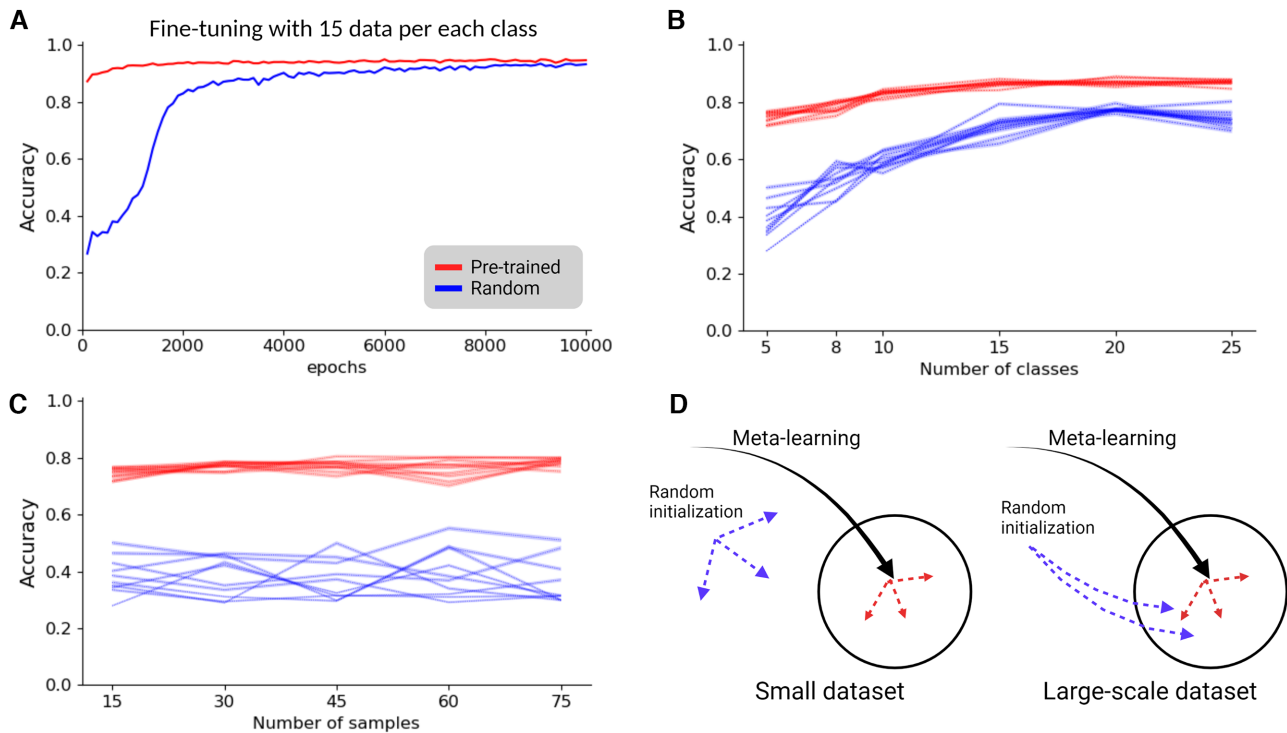 A
Fine-tuning with 15 data per each class
1.0
0.8
0.6
0.4
0.2
0.0
Accuracy
0
2000
4000
6000
8000
10000
epochs
Pre-trained
Random
B
1.0
0.8
0.6
0.4
0.2
0.0
Accuracy
5
8
10
15
20
25
Number of classes
C
1.0
0.8
0.6
0.4
0.2
0.0
Accuracy
15
30
45
60
75
Number of samples
D
Meta-learning
Random
initialization
Small dataset
Meta-learning
Random
initialization
Large-scale dataset